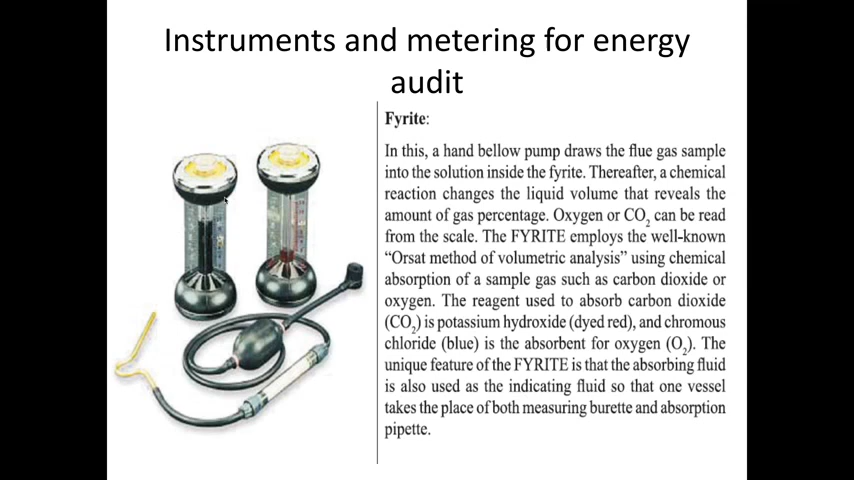 Instruments and metering for energy
audit
Fyrite:
In this, a hand bellow pump draws the flue gas sample
into the solution inside the fyrite. Thereafter, a chemical
reaction changes the liquid volume that reveals the
amount of gas percentage. Oxygen or CO₂ can be read
from the scale. The FYRITE employs the well-known
“Orsat method of volumetric analysis” using chemical
absorption of a sample gas such as carbon dioxide or
oxygen. The reagent used to absorb carbon dioxide
(CO₂) is potassium hydroxide (dyed red), and chromous
chloride (blue) is the absorbent for oxygen (O₂). The
unique feature of the FYRITE is that the absorbing fluid
is also used as the indicating fluid so that one vessel
takes the place of both measuring burette and absorption
pipette.